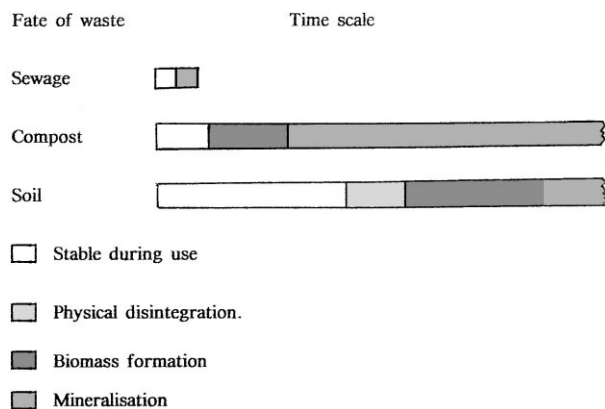 Fate of waste Time scale
Sewage
Compost
Soil
Stable during use
Physical disintegration.
Biomass formation
Mineralisation